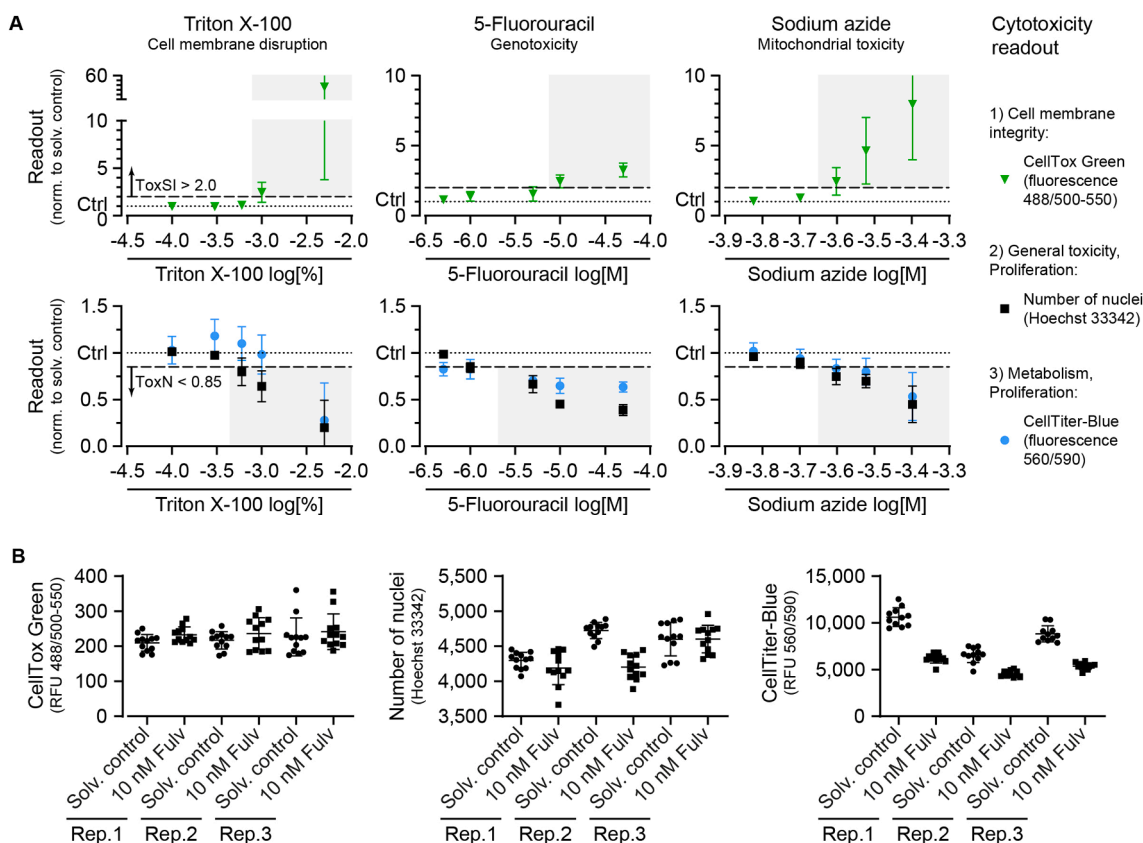 A
Triton X-100
Cell membrane disruption
5-Fluorouracil
Genotoxicity
Sodium azide
Mitochondrial toxicity
Cytotoxicity
readout
Readout
(norm. to solv. control)
60
10
5
Ctrl
0
ToxSI > 2.0
-4.5 -4.0 -3.5 -3.0 -2.5 -2.0
Triton X-100 log[%]
10
5
Ctrl
0
-6.5 -6.0 -5.5 -5.0 -4.5 -4.0
5-Fluorouracil log[M]
10
5
Ctrl
0
-3.9 -3.8 -3.7 -3.6 -3.5 -3.4 -3.3
Sodium azide log[M]
1) Cell membrane
integrity:
CellTox Green
(fluorescence
488/500-550)
2) General toxicity,
Proliferation:
Number of nuclei
(Hoechst 33342)
3) Metabolism,
Proliferation:
CellTiter-Blue
(fluorescence
560/590)
Readout
(norm. to solv. control)
1.5
Ctrl
0.5
0.0
ToxN < 0.85
-4.5 -4.0 -3.5 -3.0 -2.5 -2.0
Triton X-100 log[%]
1.5
Ctrl
0.5
0.0
-6.5 -6.0 -5.5 -5.0 -4.5 -4.0
5-Fluorouracil log[M]
1.5
Ctrl
0.5
0.0
-3.9 -3.8 -3.7 -3.6 -3.5 -3.4 -3.3
Sodium azide log[M]
B
CellTox Green
(RFU 488/500-550)
400
300
200
100
0
Solv. control
10 nM Fulv
Solv. control
10 nM Fulv
Solv. control
10 nM Fulv
Rep.1 Rep.2 Rep.3
Number of nuclei
(Hoechst 33342)
5,500
5,000
4,500
4,000
3,500
Solv. control
10 nM Fulv
Solv. control
10 nM Fulv
Solv. control
10 nM Fulv
Rep.1 Rep.2 Rep.3
CellTiter-Blue
(RFU 560/590)
15,000
10,000
5,000
0
Solv. control
10 nM Fulv
Solv. control
10 nM Fulv
Solv. control
10 nM Fulv
Rep.1 Rep.2 Rep.3